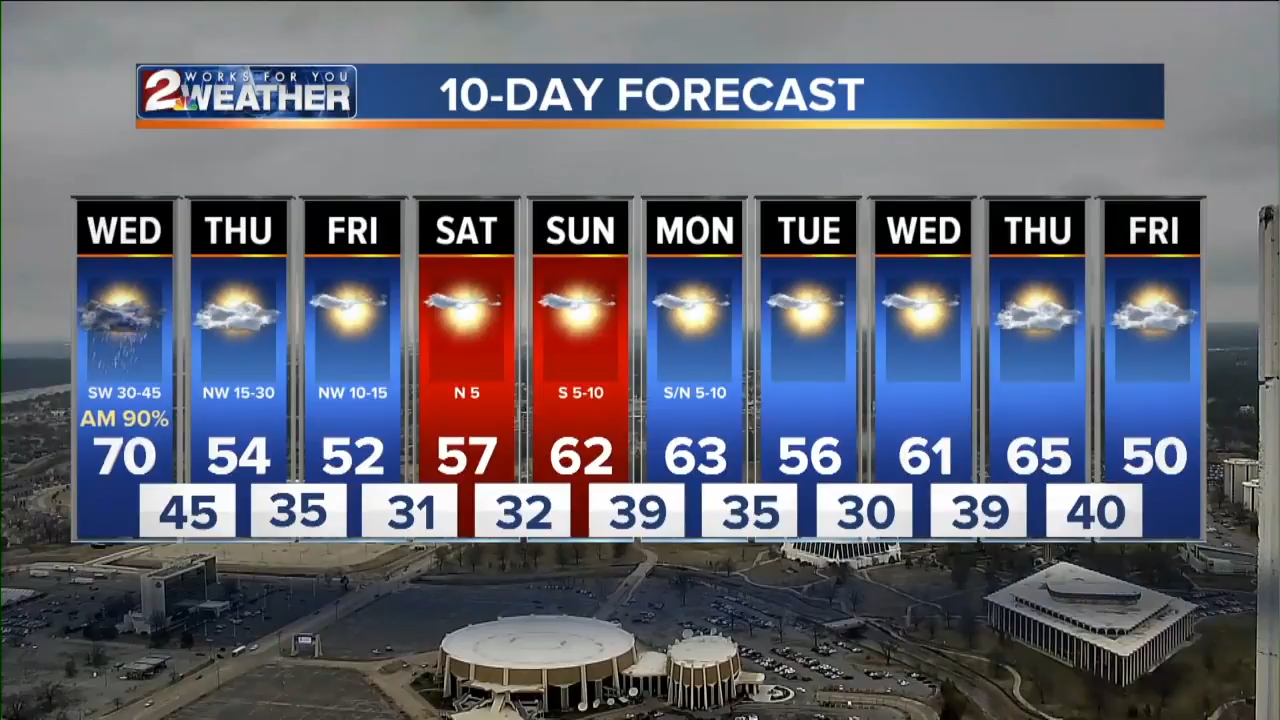 2 WORKS FOR YOU
WEATHER
10-DAY FORECAST
WED THU FRI SAT SUN MON TUE WED THU FRI
SW 30-45 NW 15-30 NW 10-15 N 5 S 5-10 S/N 5-10
AM 90%
70 54 52 57 62 63 56 61 65 50
45 35 31 32 39 35 30 39 40